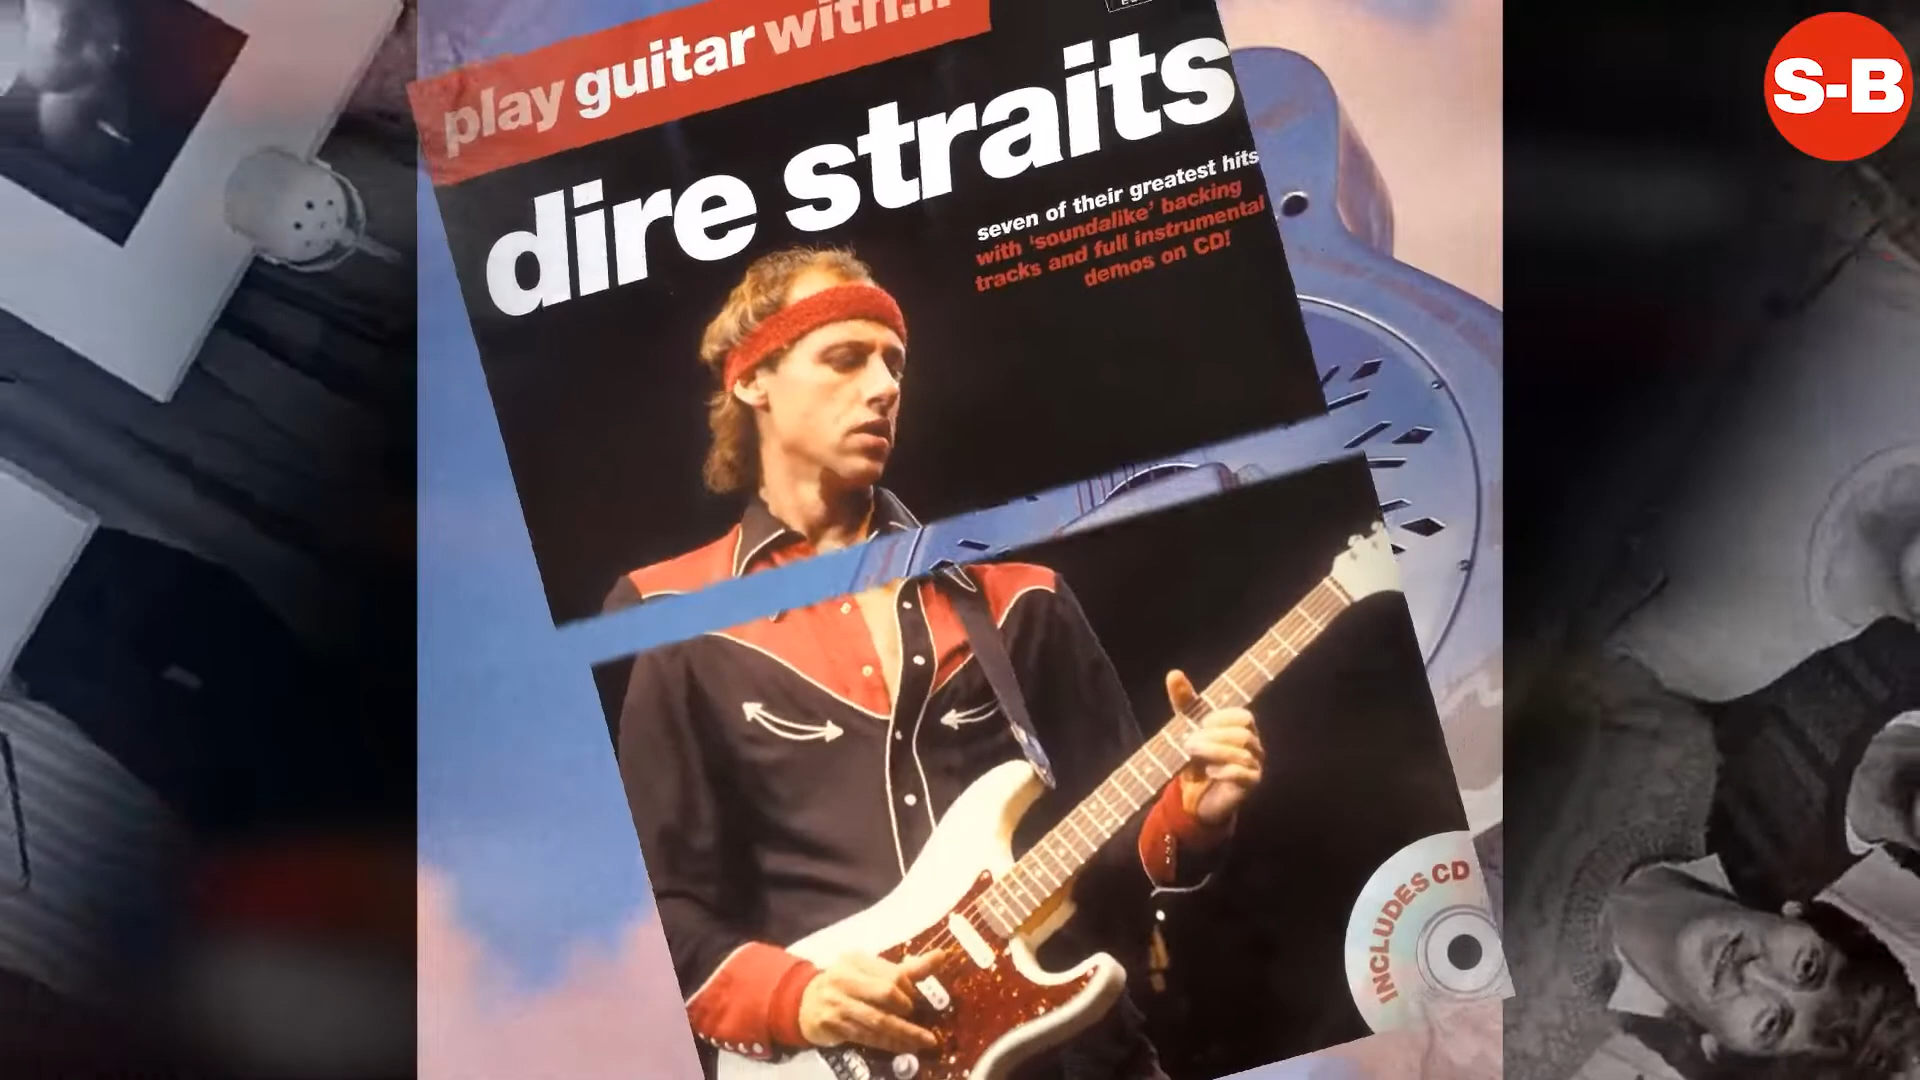 play guitar with...
S-B
dire straits
seven of their greatest hits
with 'soundalike' backing
tracks and full instrumental
demos on CD!
INCLUDES CD